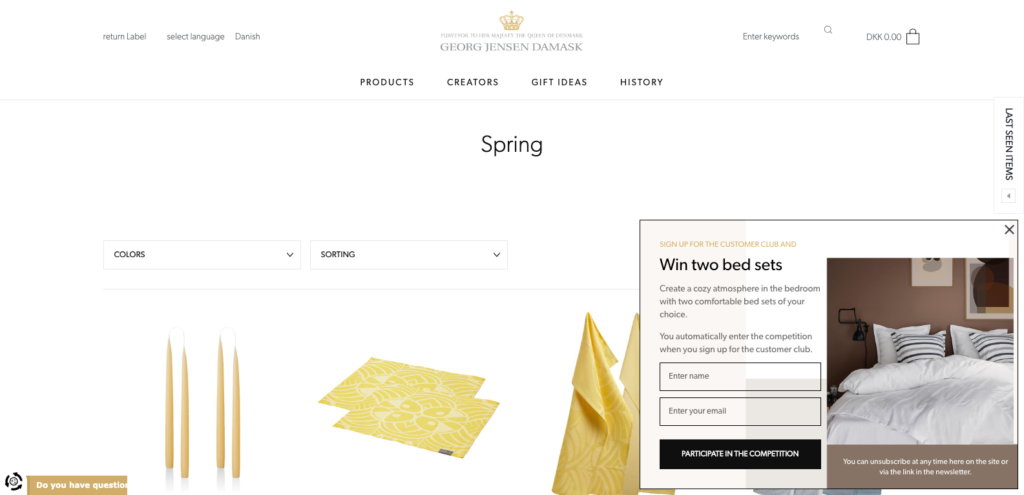 return Label
select language
Danish
PURVEYOR TO HER MAJESTY THE QUEEN OF DENMARK
GEORG JENSEN DAMASK
Enter keywords
DKK 0.00
PRODUCTS
CREATORS
GIFT IDEAS
HISTORY
LAST SEEN ITEMS
Spring
COLORS
SORTING
SIGN UP FOR THE CUSTOMER CLUB AND
Win two bed sets
Create a cozy atmosphere in the bedroom
with two comfortable bed sets of your
choice.
You automatically enter the competition
when you sign up for the customer club.
Enter name
Enter your email
PARTICIPATE IN THE COMPETITION
You can unsubscribe at any time here on the site or
via the link in the newsletter.
Do you have question